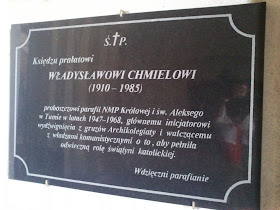 Ś.✝P.
Księdzu prałatowi
WŁADYSŁAWOWI CHMIELOWI
(1910 – 1985)
proboszczowi parafii NMP Królowej i św. Aleksego
w Tumie w latach 1947–1968, głównemu inicjatorowi
wydźwignięcia z gruzów Archikolegiaty i walczącemu
z władzami komunistycznymi o to, aby pełniła
odwieczną rolę świątyni katolickiej.
Wdzięczni parafianie